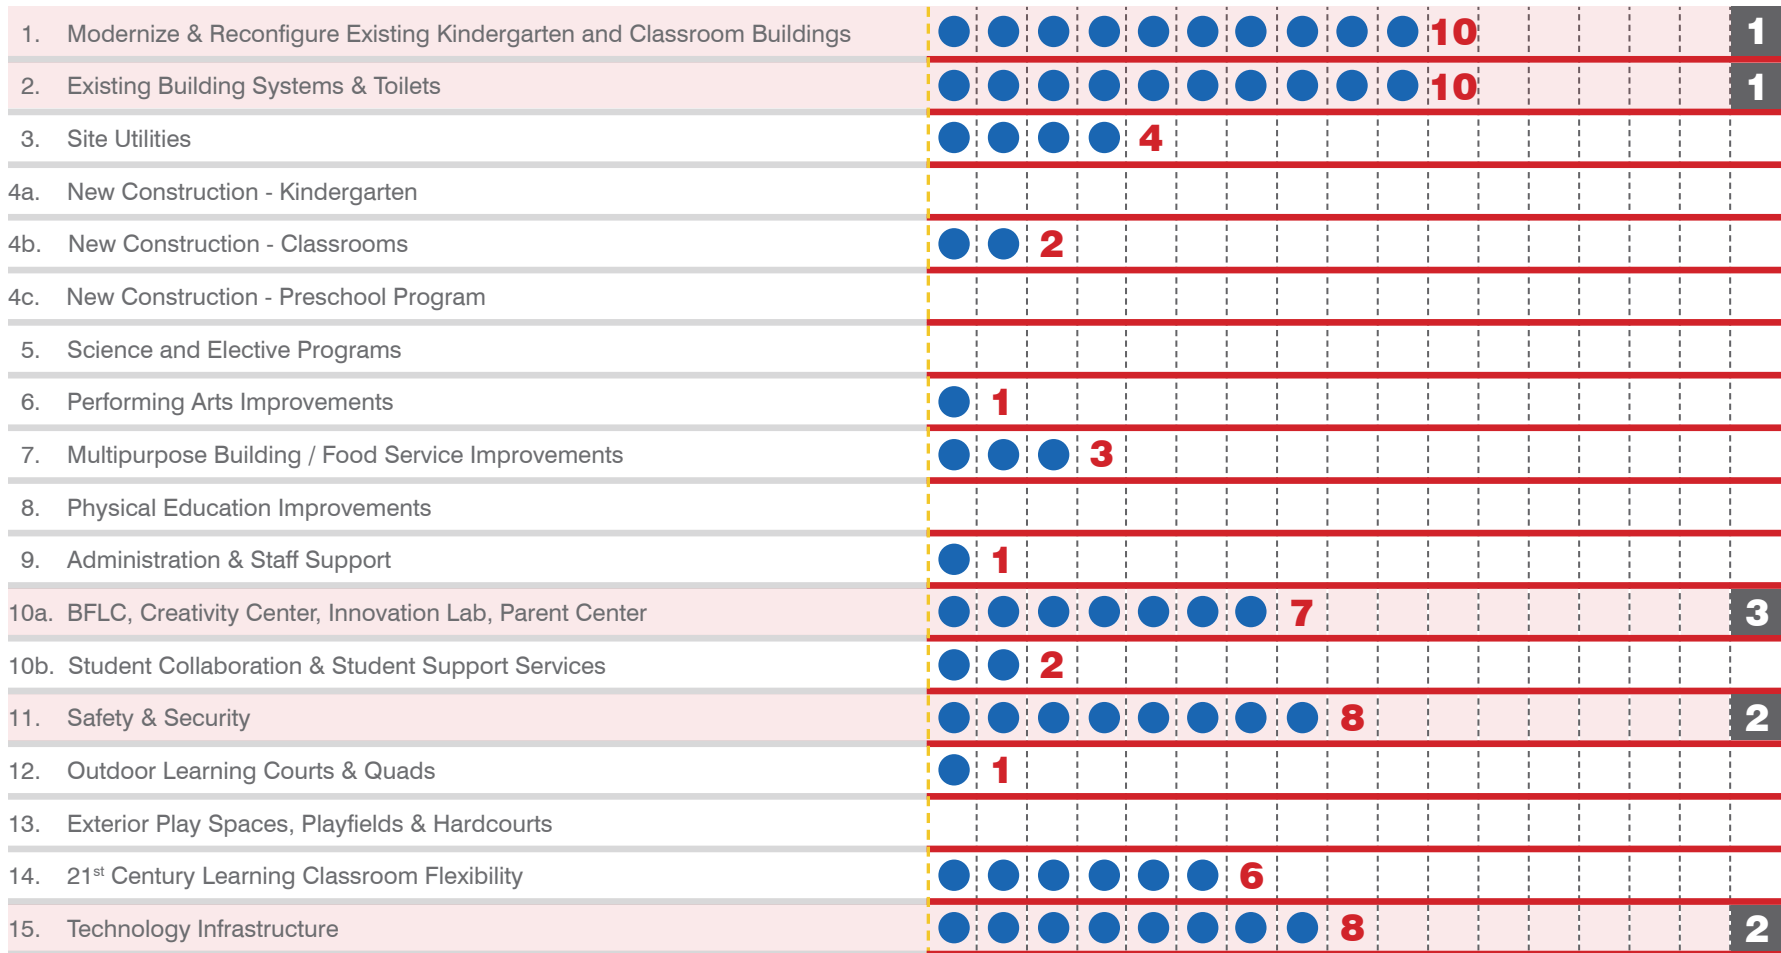 1. Modernize & Reconfigure Existing Kindergarten and Classroom Buildings 10 1
2. Existing Building Systems & Toilets 10 1
3. Site Utilities 4
4a. New Construction - Kindergarten
4b. New Construction - Classrooms 2
4c. New Construction - Preschool Program
5. Science and Elective Programs
6. Performing Arts Improvements 1
7. Multipurpose Building / Food Service Improvements 3
8. Physical Education Improvements
9. Administration & Staff Support 1
10a. BFLC, Creativity Center, Innovation Lab, Parent Center 7 3
10b. Student Collaboration & Student Support Services 2
11. Safety & Security 8 2
12. Outdoor Learning Courts & Quads 1
13. Exterior Play Spaces, Playfields & Hardcourts
14. 21st Century Learning Classroom Flexibility 6
15. Technology Infrastructure 8 2